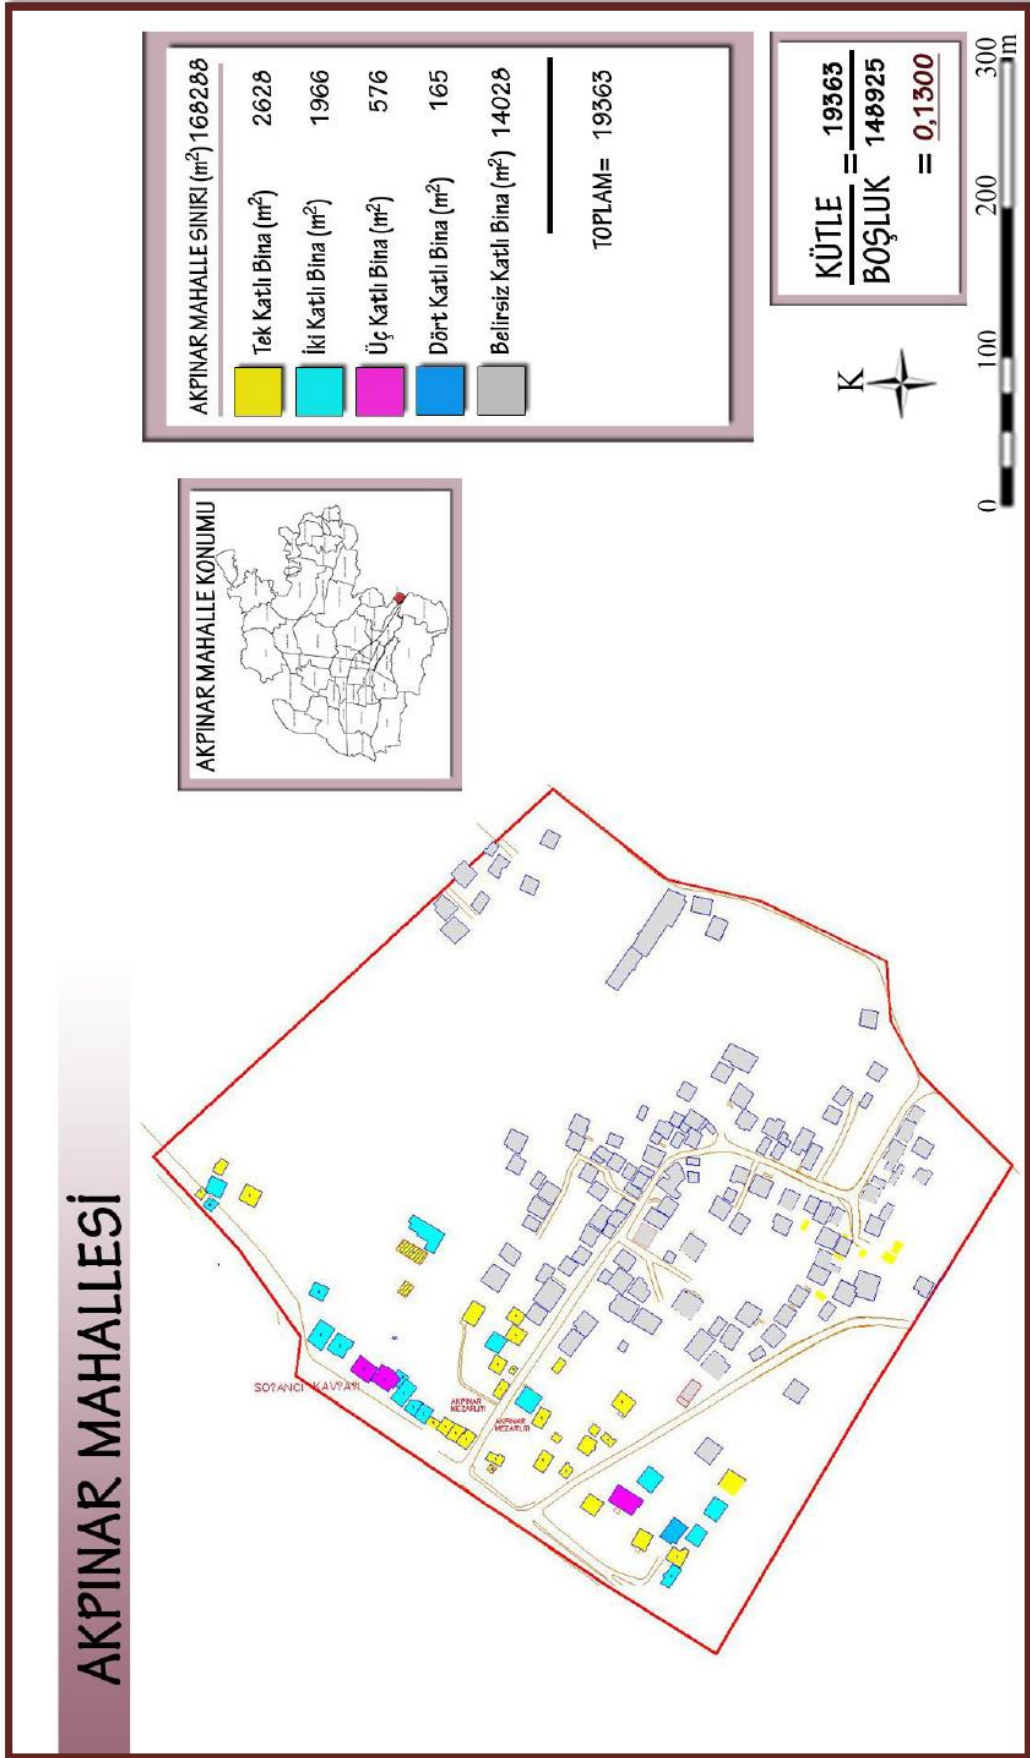 AKPINAR MAHALLESİ
AKPINAR MAHALLE KONUMU
AKPINAR MAHALLE SINIRI (m²) 168288
Tek Katlı Bina (m²) 2628
İki Katlı Bina (m²) 1966
Üç Katlı Bina (m²) 576
Dört Katlı Bina (m²) 165
Belirsiz Katlı Bina (m²) 14028
TOPLAM= 19363
KÜTLE = 19363
BOŞLUK 148925
= 0,1300
K
0 100 200 300
m
AKPINAR
AKPINAR